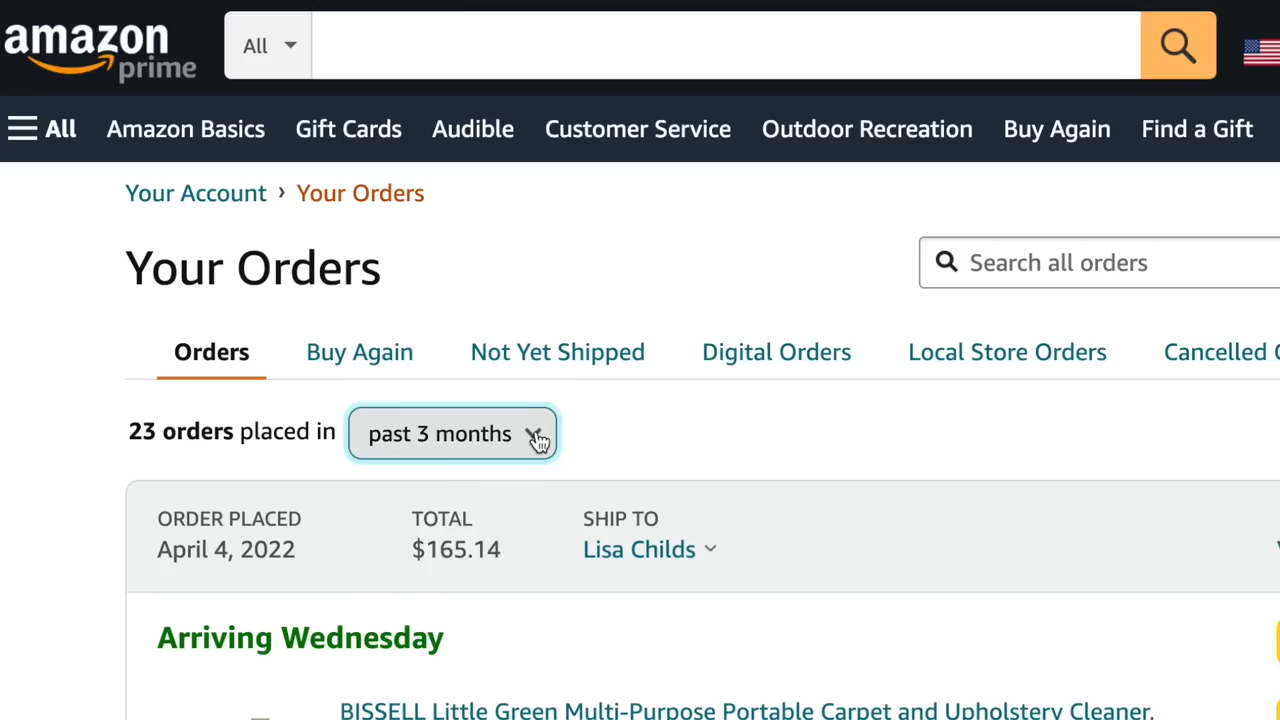 amazon prime
All
All Amazon Basics Gift Cards Audible Customer Service Outdoor Recreation Buy Again Find a Gift
Your Account › Your Orders
Your Orders
Search all orders
Orders Buy Again Not Yet Shipped Digital Orders Local Store Orders Cancelled
23 orders placed in past 3 months
ORDER PLACED TOTAL SHIP TO
April 4, 2022 $165.14 Lisa Childs
Arriving Wednesday
BISSELL Little Green Multi-Purpose Portable Carpet and Upholstery Cleaner,